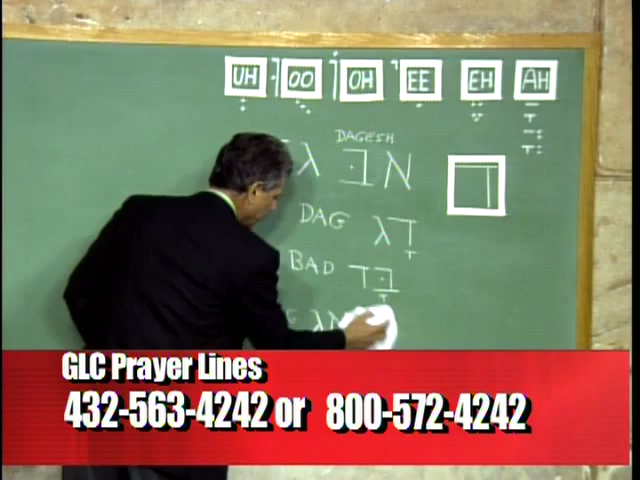 UH OO OH EE EH AH
DAGESH
א בּ ג
ד
DAG דָג
BAD בָּד
GLC Prayer Lines
432-563-4242 or 800-572-4242